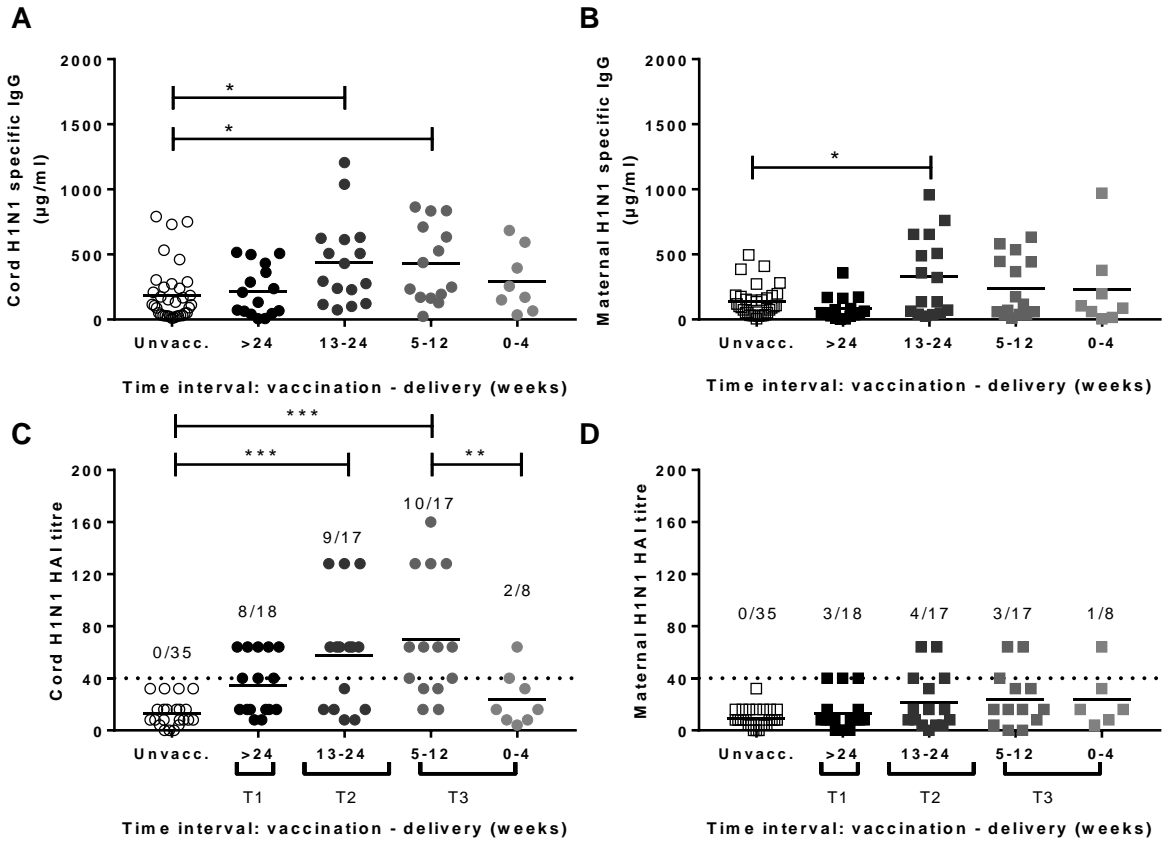 A
2000
1500
1000
500
0
Cord H1N1 specific IgG
(µg/ml)
*
*
Unvacc. >24 13-24 5-12 0-4
Time interval: vaccination - delivery (weeks)
B
2000
1500
1000
500
0
Maternal H1N1 specific IgG
(µg/ml)
*
Unvacc. >24 13-24 5-12 0-4
Time interval: vaccination - delivery (weeks)
C
200
160
120
80
40
0
Cord H1N1 HAI titre
***
*** **
0/35 8/18 9/17 10/17 2/8
Unvacc. >24 13-24 5-12 0-4
T1 T2 T3
Time interval: vaccination - delivery (weeks)
D
200
160
120
80
40
0
Maternal H1N1 HAI titre
0/35 3/18 4/17 3/17 1/8
Unvacc. >24 13-24 5-12 0-4
T1 T2 T3
Time interval: vaccination - delivery (weeks)